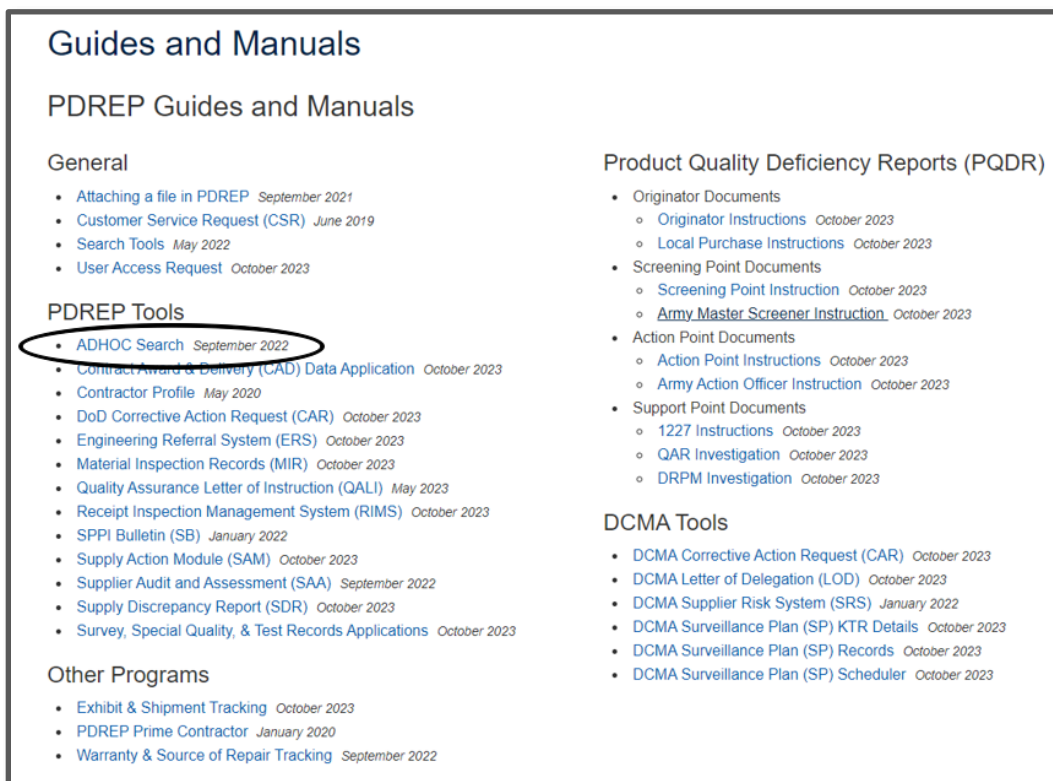 Guides and Manuals
PDREP Guides and Manuals
General
Attaching a file in PDREP September 2021
Customer Service Request (CSR) June 2019
Search Tools May 2022
User Access Request October 2023
PDREP Tools
ADHOC Search September 2022
Contract Award & Delivery (CAD) Data Application October 2023
Contractor Profile May 2020
DoD Corrective Action Request (CAR) October 2023
Engineering Referral System (ERS) October 2023
Material Inspection Records (MIR) October 2023
Quality Assurance Letter of Instruction (QALI) May 2023
Receipt Inspection Management System (RIMS) October 2023
SPPI Bulletin (SB) January 2022
Supply Action Module (SAM) October 2023
Supplier Audit and Assessment (SAA) September 2022
Supply Discrepancy Report (SDR) October 2023
Survey, Special Quality, & Test Records Applications October 2023
Other Programs
Exhibit & Shipment Tracking October 2023
PDREP Prime Contractor January 2020
Warranty & Source of Repair Tracking September 2022
Product Quality Deficiency Reports (PQDR)
Originator Documents
Originator Instructions October 2023
Local Purchase Instructions October 2023
Screening Point Documents
Screening Point Instruction October 2023
Army Master Screener Instruction October 2023
Action Point Documents
Action Point Instructions October 2023
Army Action Officer Instruction October 2023
Support Point Documents
1227 Instructions October 2023
QAR Investigation October 2023
DRPM Investigation October 2023
DCMA Tools
DCMA Corrective Action Request (CAR) October 2023
DCMA Letter of Delegation (LOD) October 2023
DCMA Supplier Risk System (SRS) January 2022
DCMA Surveillance Plan (SP) KTR Details October 2023
DCMA Surveillance Plan (SP) Records October 2023
DCMA Surveillance Plan (SP) Scheduler October 2023